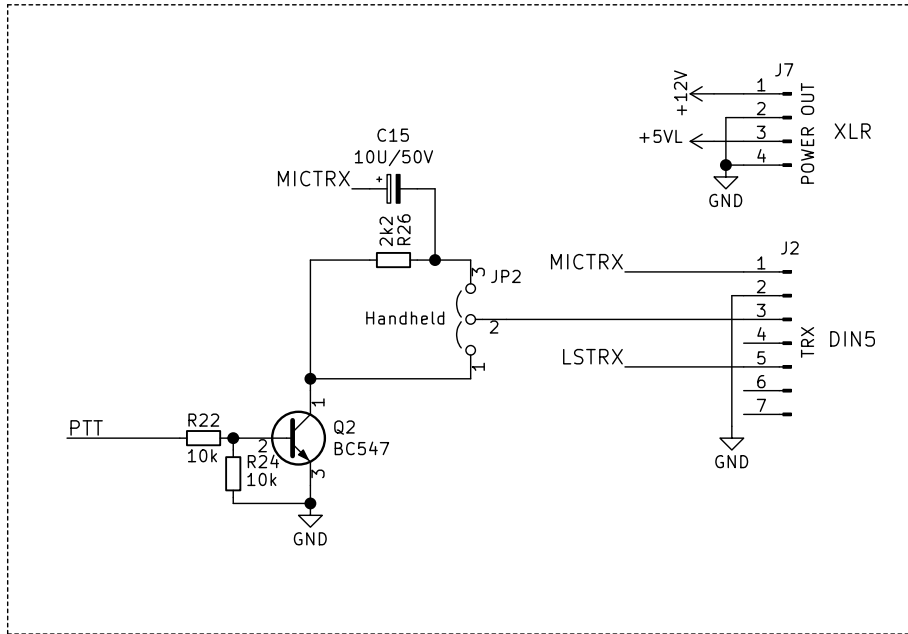 J7
+12V
1
2
+5VL
3
4
POWER OUT
XLR
GND
C15
10U/50V
MICTRX
2k2
R26
3
JP2
Handheld
2
1
J2
MICTRX
1
2
3
4
LSTRX
5
6
7
TRX
DIN5
GND
PTT
R22
10k
R24
10k
1
2
3
Q2
BC547
GND